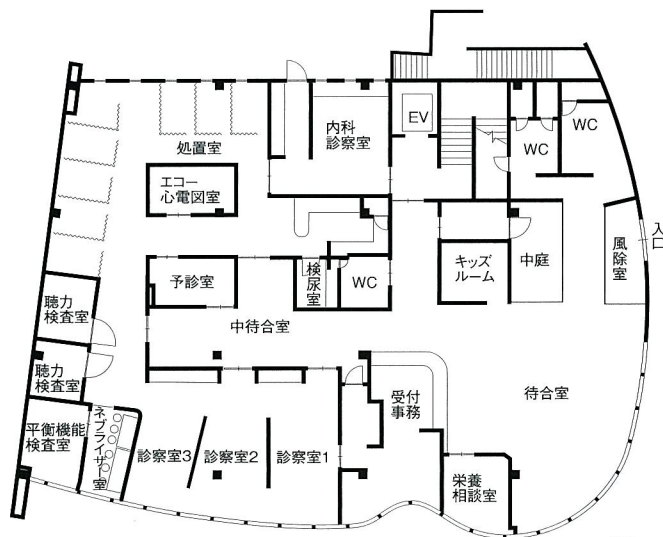 処置室
内科
診察室
EV
WC
WC
エコー
心電図室
入口
風除室
中庭
キッズ
ルーム
予診室
検尿室
WC
聴力
検査室
中待合室
聴力
検査室
待合室
受付
事務
平衡機能
検査室
ネブライザー室
診察室3
診察室2
診察室1
栄養
相談室